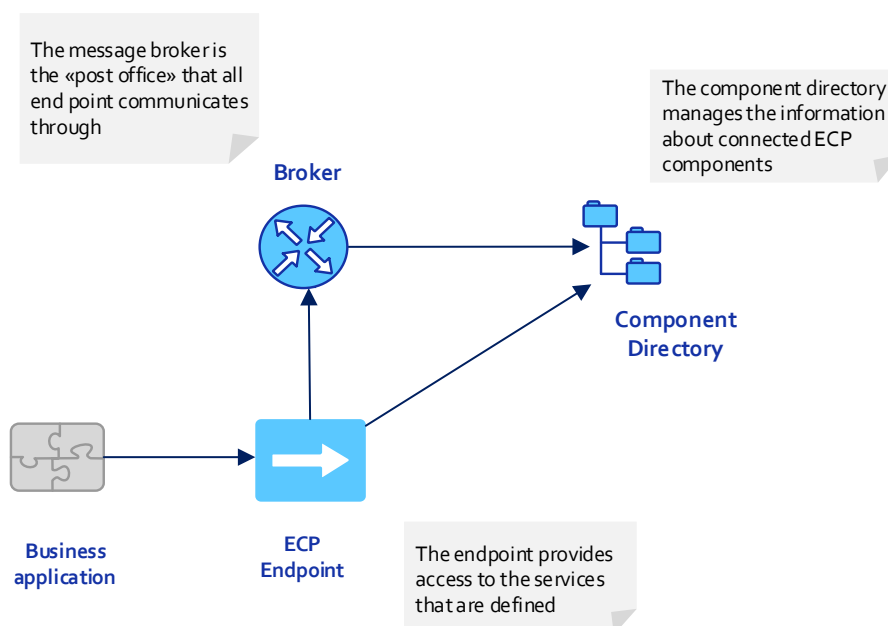 The message broker is
the «post office» that all
end point communicates
through
The component directory
manages the information
about connected ECP
components
Broker
Component
Directory
Business
application
ECP
Endpoint
The endpoint provides
access to the services
that are defined